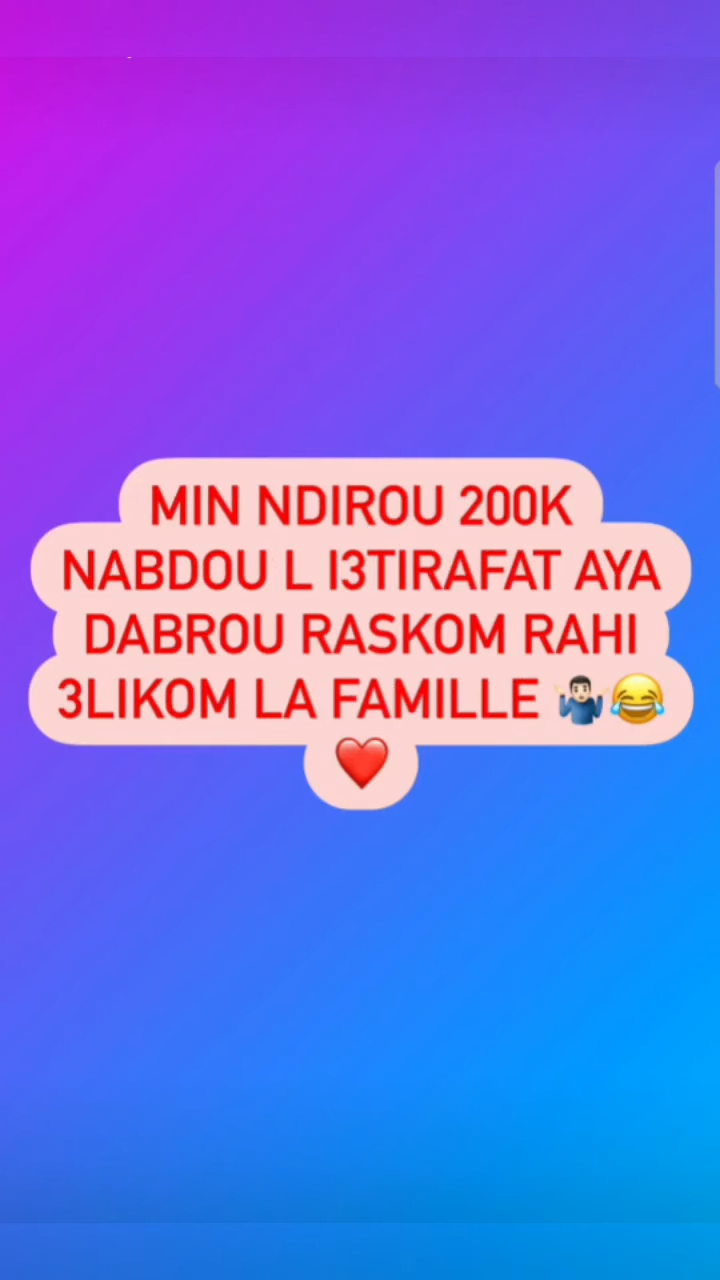 MIN NDIROU 200K
NABDOU L I3TIRAFAT AYA
DABROU RASKOM RAHI
3LIKOM LA FAMILLE 🤷🏻‍♂️😂
❤️